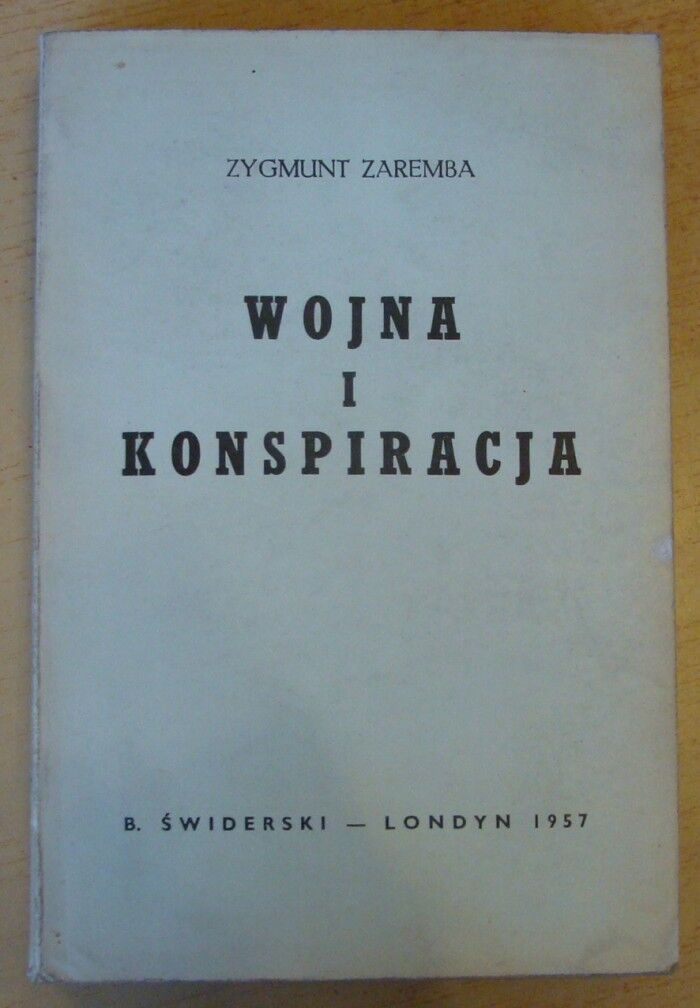 ZYGMUNT ZAREMBA
WOJNA
I
KONSPIRACJA
B. ŚWIDERSKI — LONDYN 1957